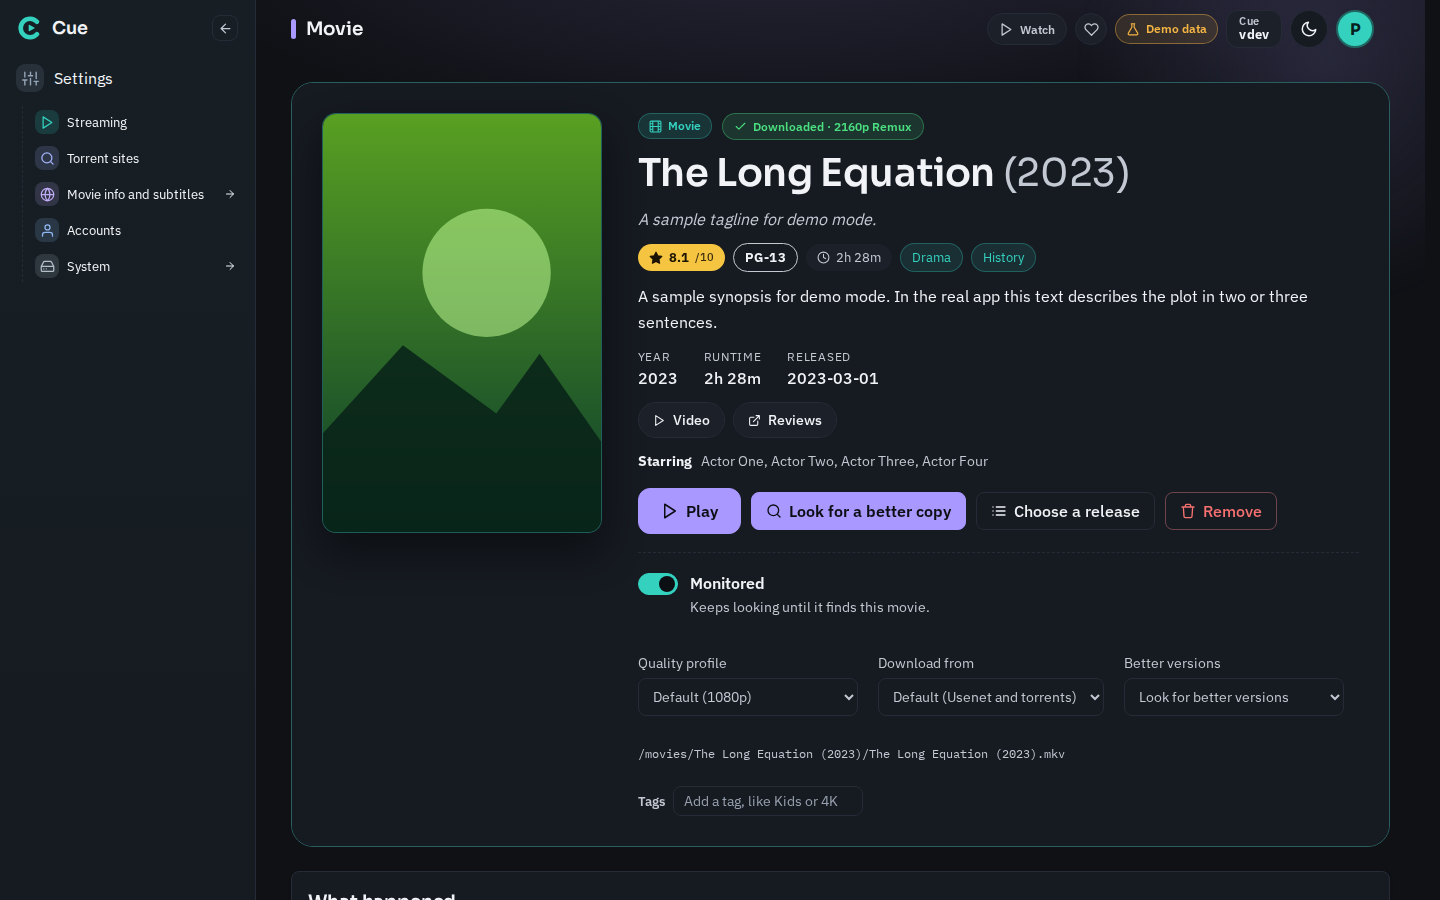 Cue
Settings
Streaming
Torrent sites
Movie info and subtitles
Accounts
System
Movie
Watch
Demo data
Cue
vdev
P
Movie
Downloaded · 2160p Remux
The Long Equation (2023)
A sample tagline for demo mode.
8.1 /10
PG-13
2h 28m
Drama
History
A sample synopsis for demo mode. In the real app this text describes the plot in two or three
sentences.
YEAR RUNTIME RELEASED
2023 2h 28m 2023-03-01
Video
Reviews
Starring Actor One, Actor Two, Actor Three, Actor Four
Play
Look for a better copy
Choose a release
Remove
Monitored
Keeps looking until it finds this movie.
Quality profile Download from Better versions
Default (1080p) Default (Usenet and torrents) Look for better versions
/movies/The Long Equation (2023)/The Long Equation (2023).mkv
Tags Add a tag, like Kids or 4K
What happened